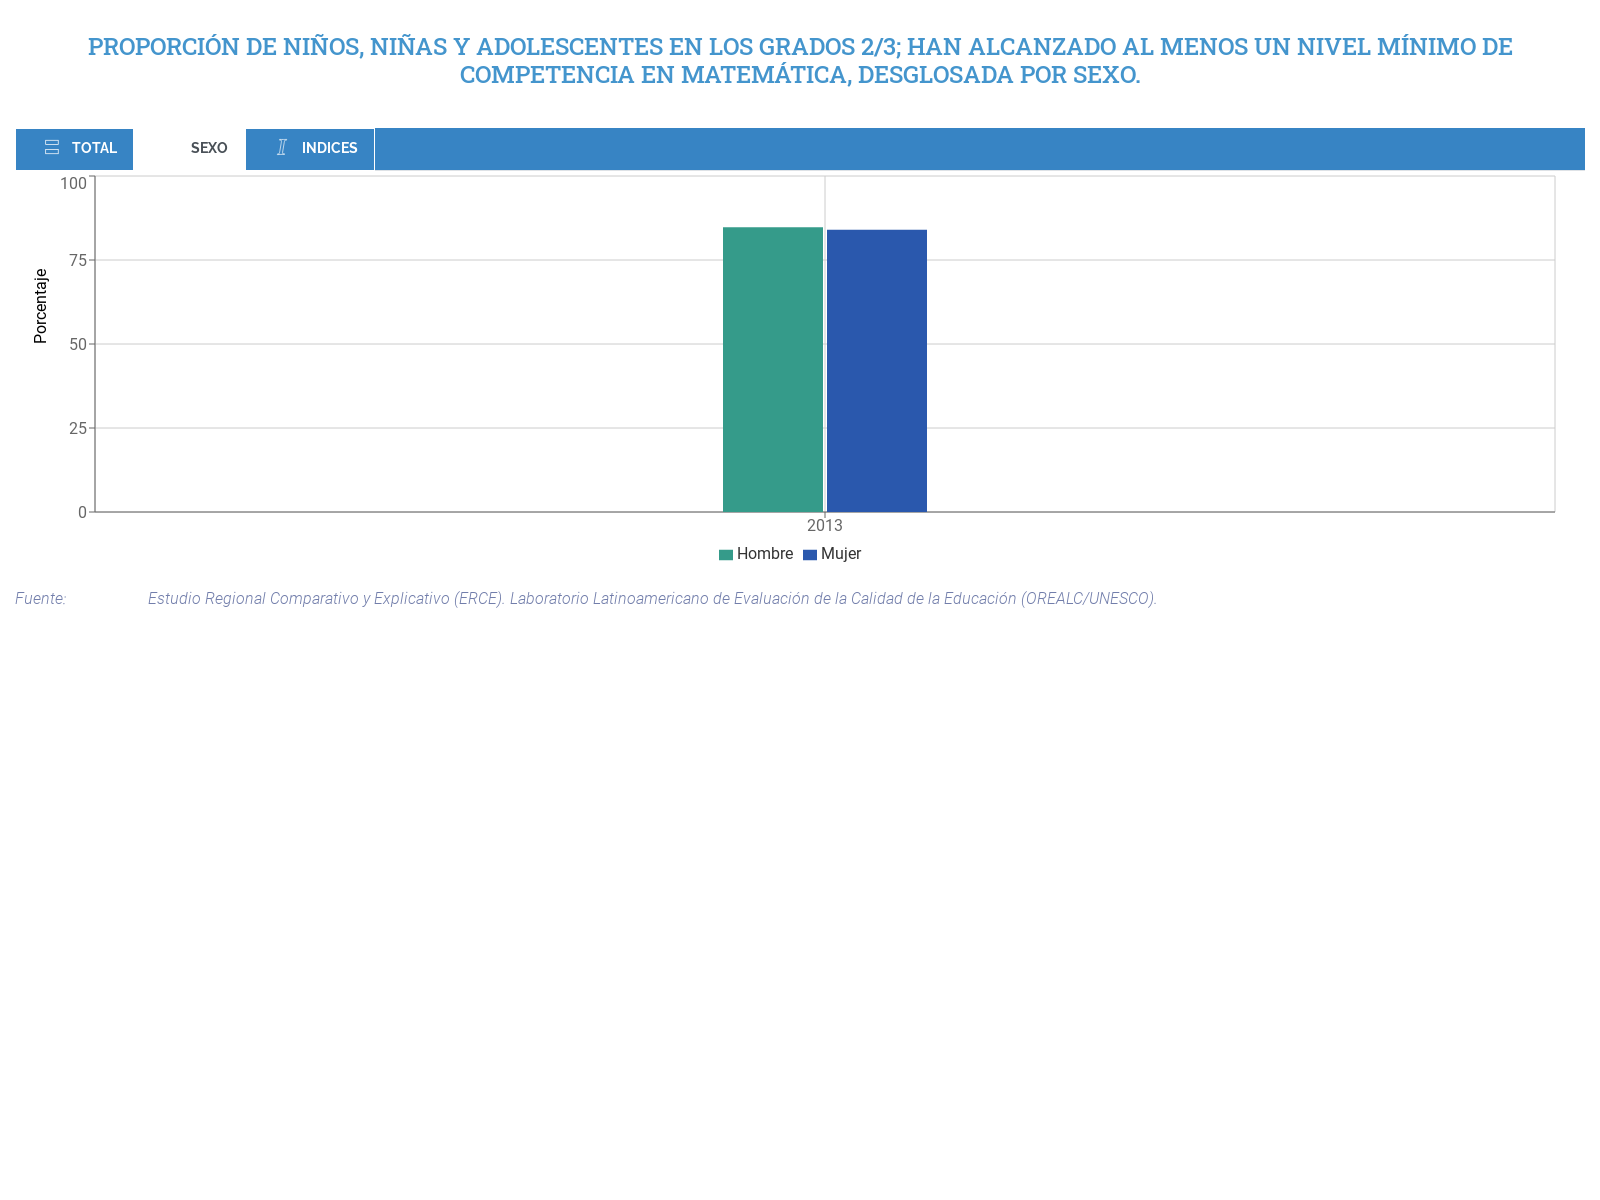 PROPORCIÓN DE NIÑOS, NIÑAS Y ADOLESCENTES EN LOS GRADOS 2/3; HAN ALCANZADO AL MENOS UN NIVEL MÍNIMO DE
COMPETENCIA EN MATEMÁTICA, DESGLOSADA POR SEXO.
TOTAL SEXO INDICES
100
75
50
25
0
Porcentaje
2013
Hombre Mujer
Fuente: Estudio Regional Comparativo y Explicativo (ERCE). Laboratorio Latinoamericano de Evaluación de la Calidad de la Educación (OREALC/UNESCO).